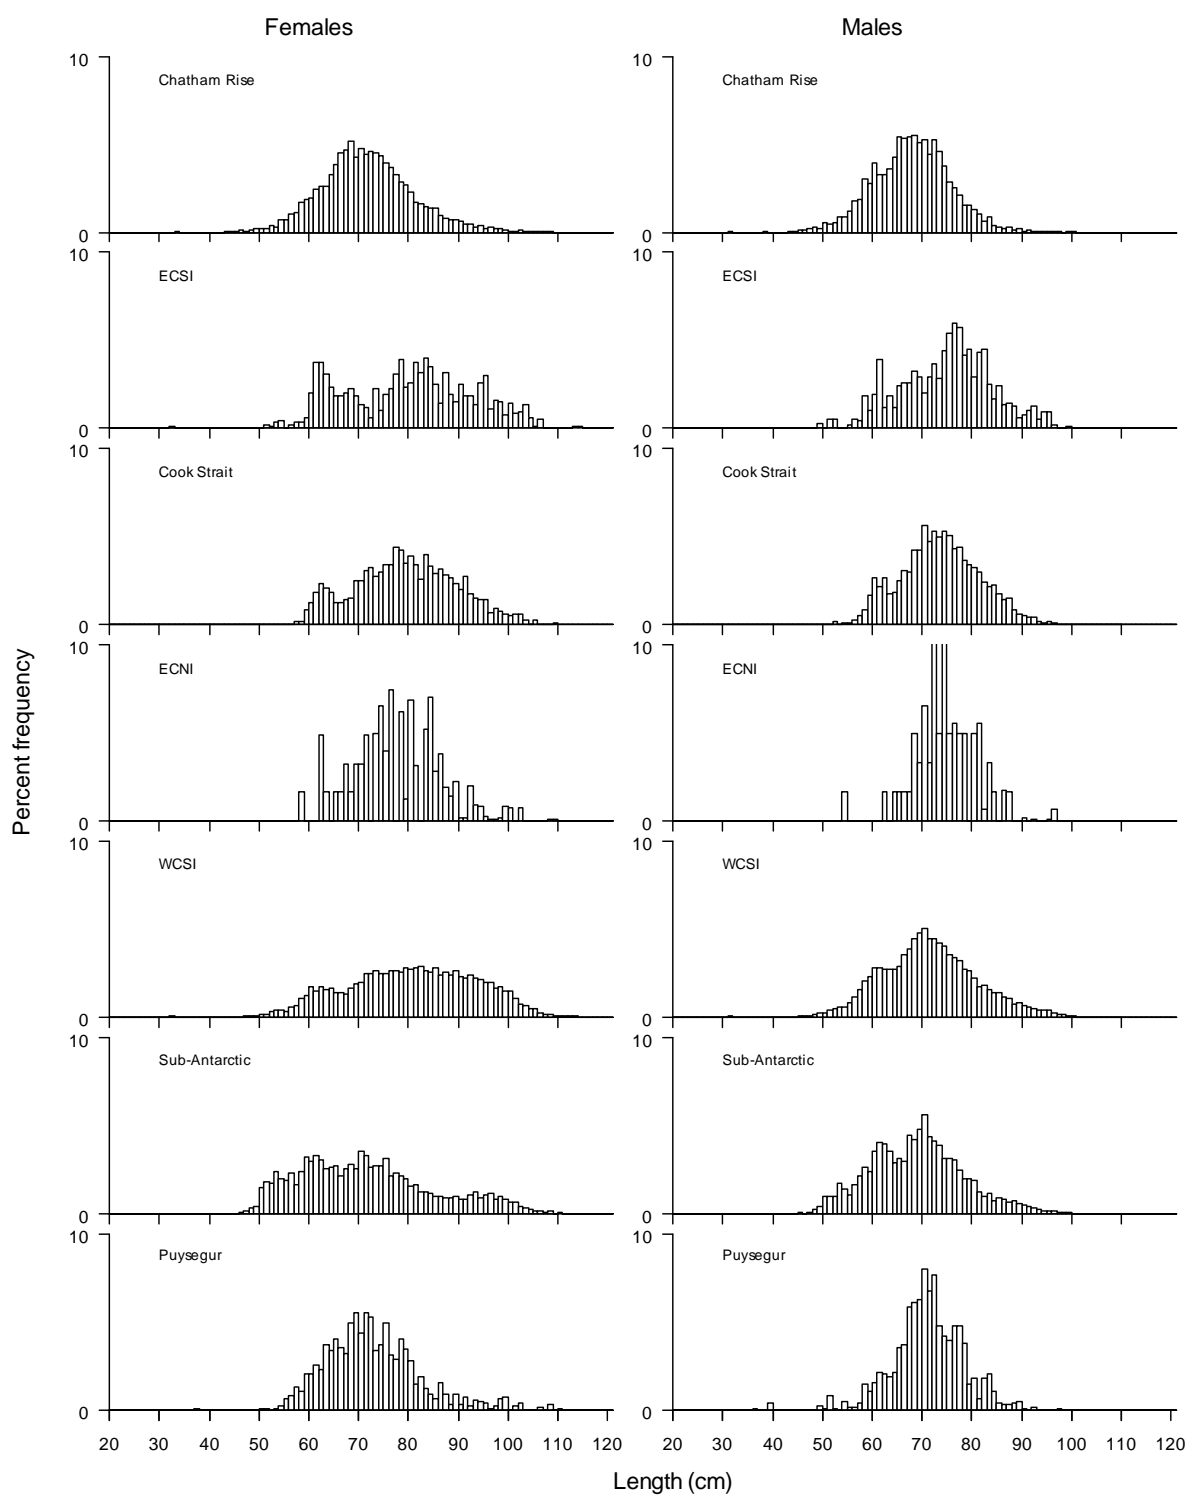 Females Males
10 10
Chatham Rise Chatham Rise
0 0
10 10
ECSI ECSI
0 0
10 10
Cook Strait Cook Strait
0 0
10 10
ECNI ECNI
Percent frequency
0 0
10 10
WCSI WCSI
0 0
10 10
Sub-Antarctic Sub-Antarctic
0 0
10 10
Puysegur Puysegur
0 0
20 30 40 50 60 70 80 90 100 110 120 20 30 40 50 60 70 80 90 100 110 120
Length (cm)